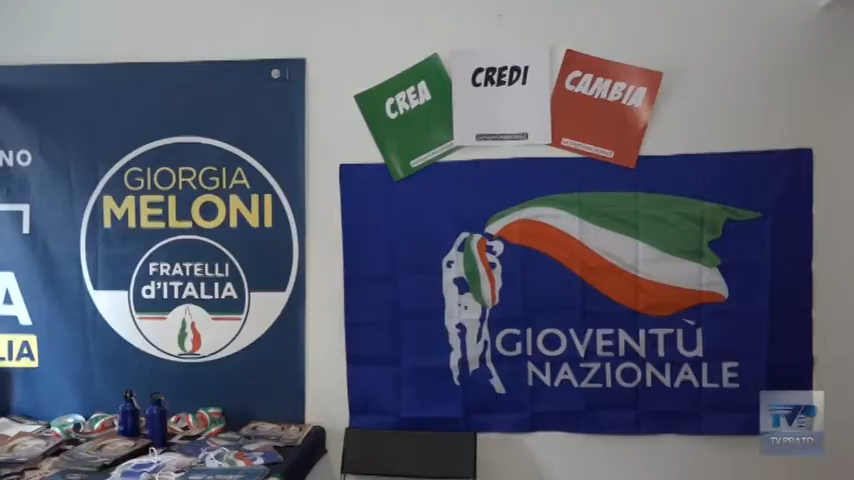 NO
GIORGIA
MELONI
FRATELLI
d'ITALIA
A
LIA
CREA
CREDI
CAMBIA
GIOVENTÙ
NAZIONALE
TV PRATO